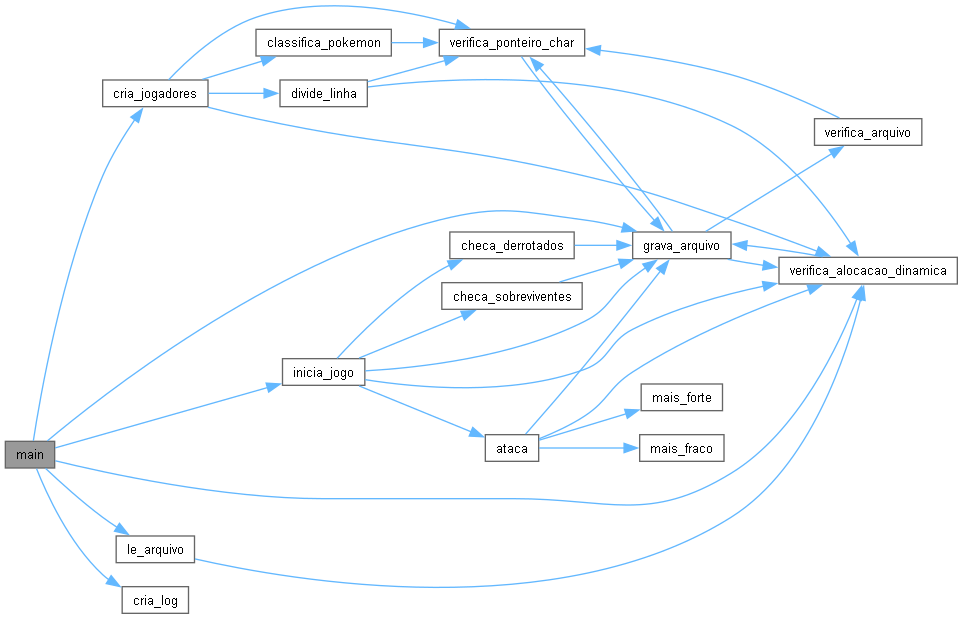 classifica_pokemon
verifica_ponteiro_char
cria_jogadores
divide_linha
verifica_arquivo
checa_derrotados
grava_arquivo
verifica_alocacao_dinamica
checa_sobreviventes
inicia_jogo
mais_forte
main
ataca
mais_fraco
le_arquivo
cria_log